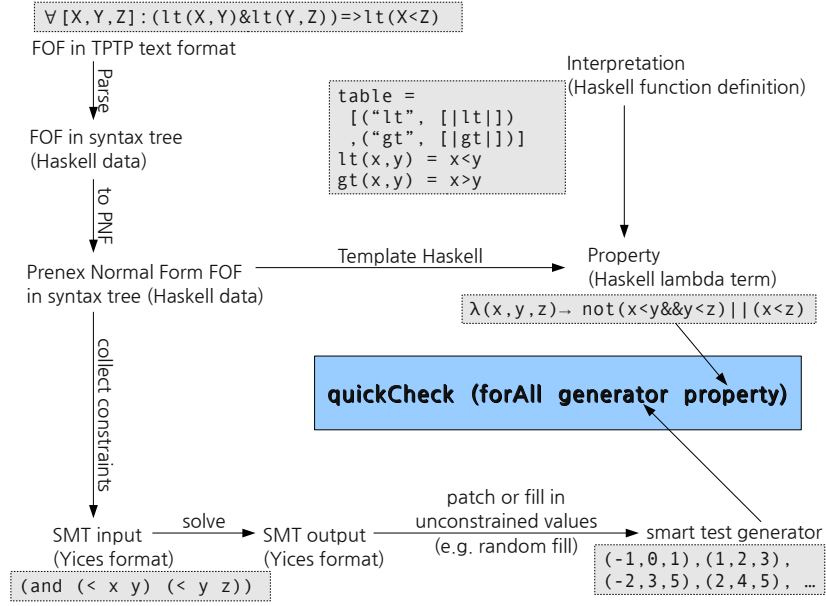 ∀[X,Y,Z]:(lt(X,Y)&lt(Y,Z))=>lt(X<Z)
FOF in TPTP text format
Parse
FOF in syntax tree
(Haskell data)
to PNF
Interpretation
(Haskell function definition)
table =
[(“lt”, [|lt|])
,(“gt”, [|gt|])]
lt(x,y) = x<y
gt(x,y) = x>y
Prenex Normal Form FOF
in syntax tree (Haskell data)
Template Haskell
Property
(Haskell lambda term)
λ(x,y,z)→ not(x<y&&y<z)||(x<z)
quickCheck (forAll generator property)
collect constraints
SMT input
(Yices format)
(and (< x y) (< y z))
solve
SMT output
(Yices format)
patch or fill in
unconstrained values
(e.g. random fill)
smart test generator
(-1,0,1),(1,2,3),
(-2,3,5),(2,4,5), …